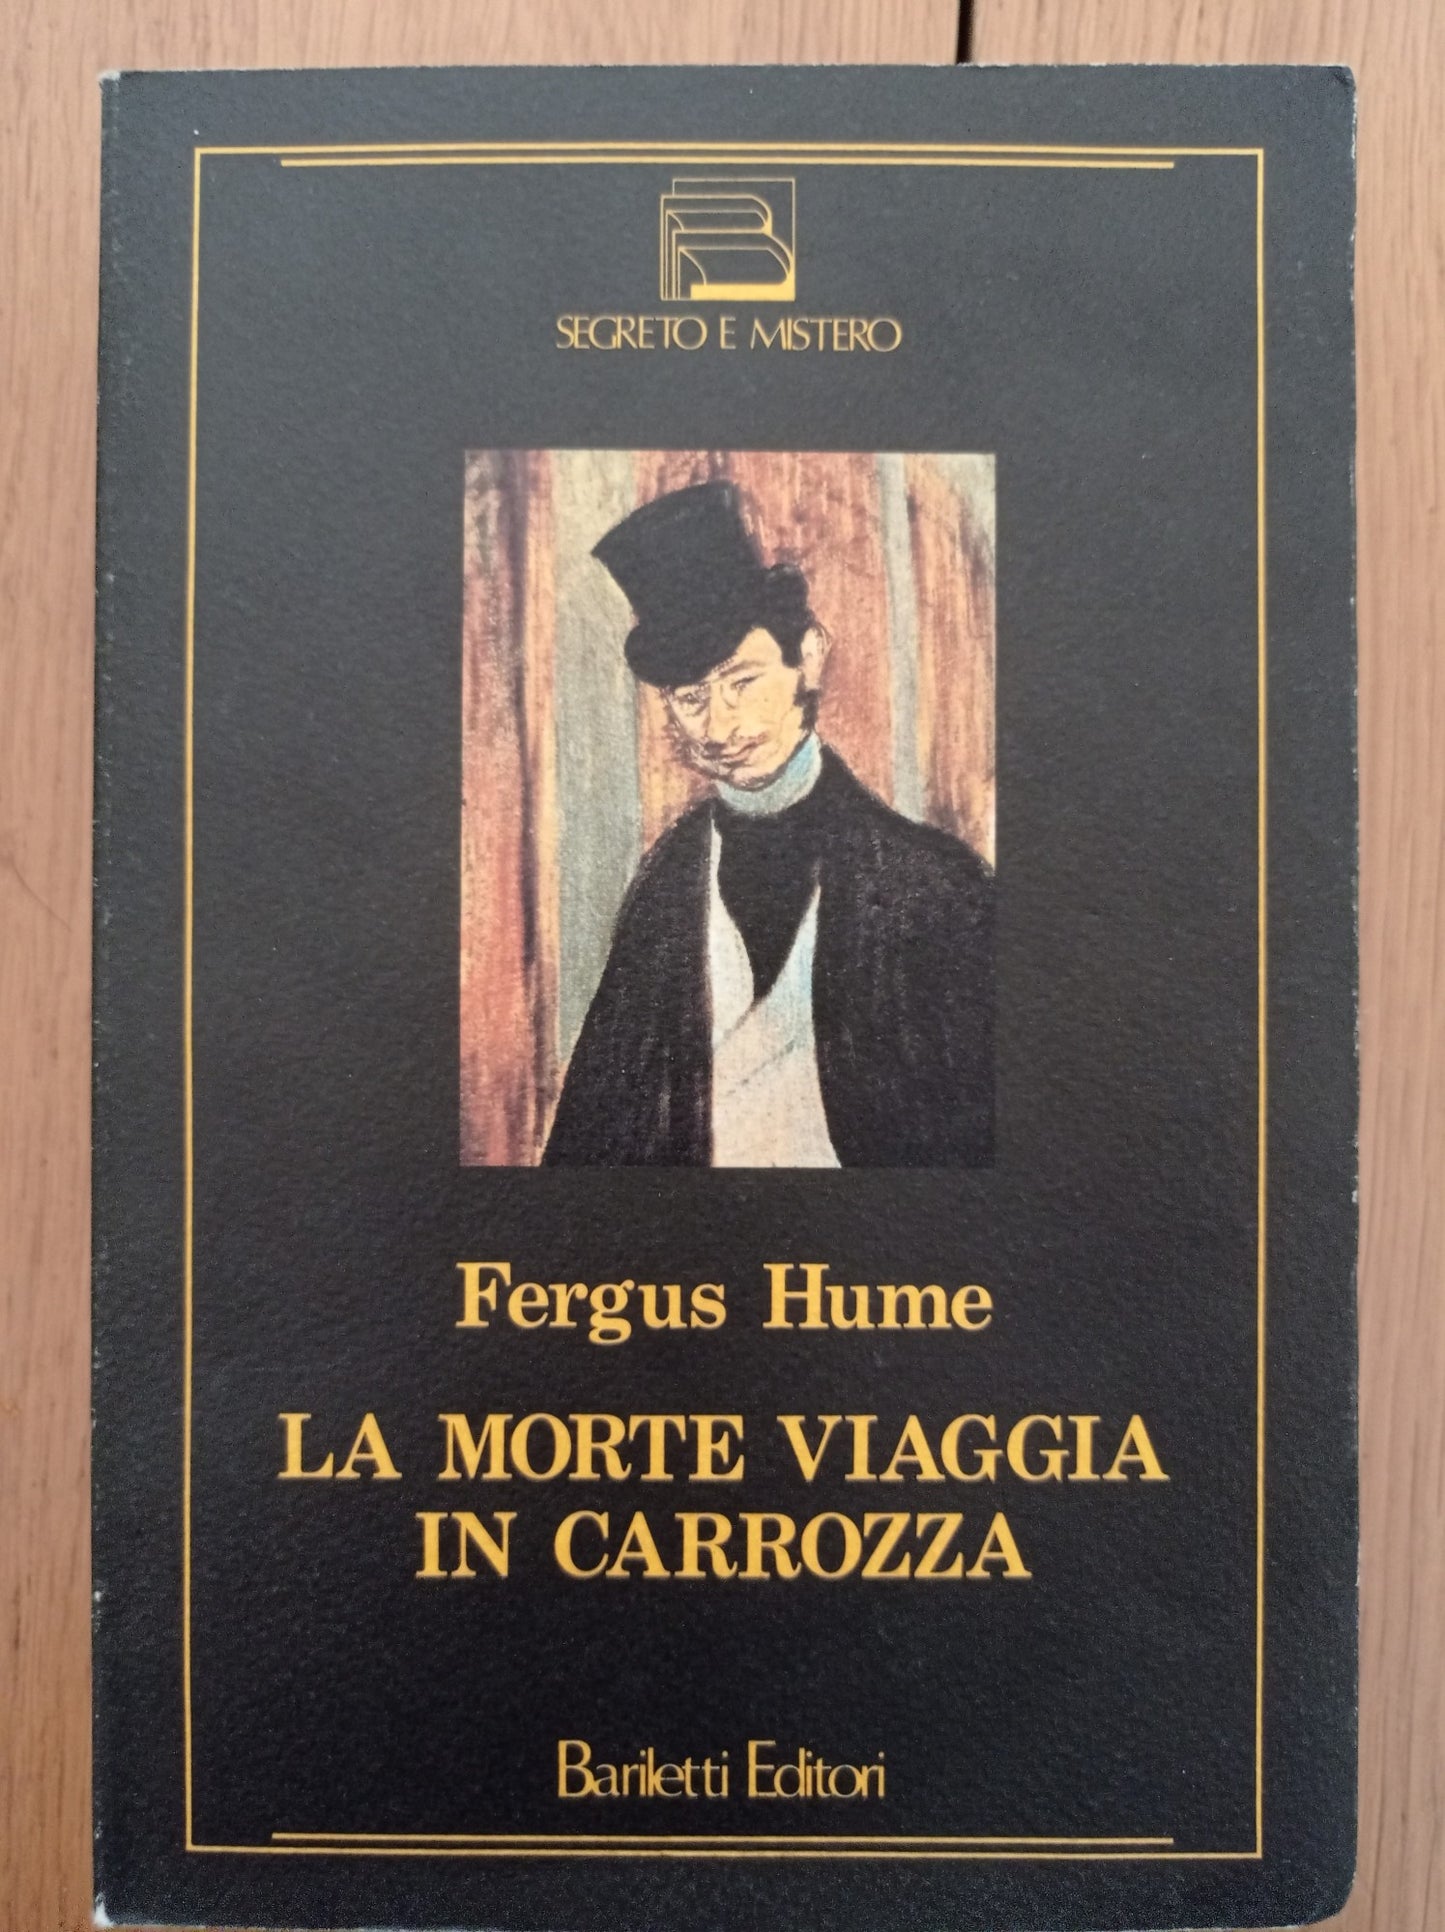 SEGRETO E MISTERO
Fergus Hume
LA MORTE VIAGGIA
IN CARROZZA
Bariletti Editori